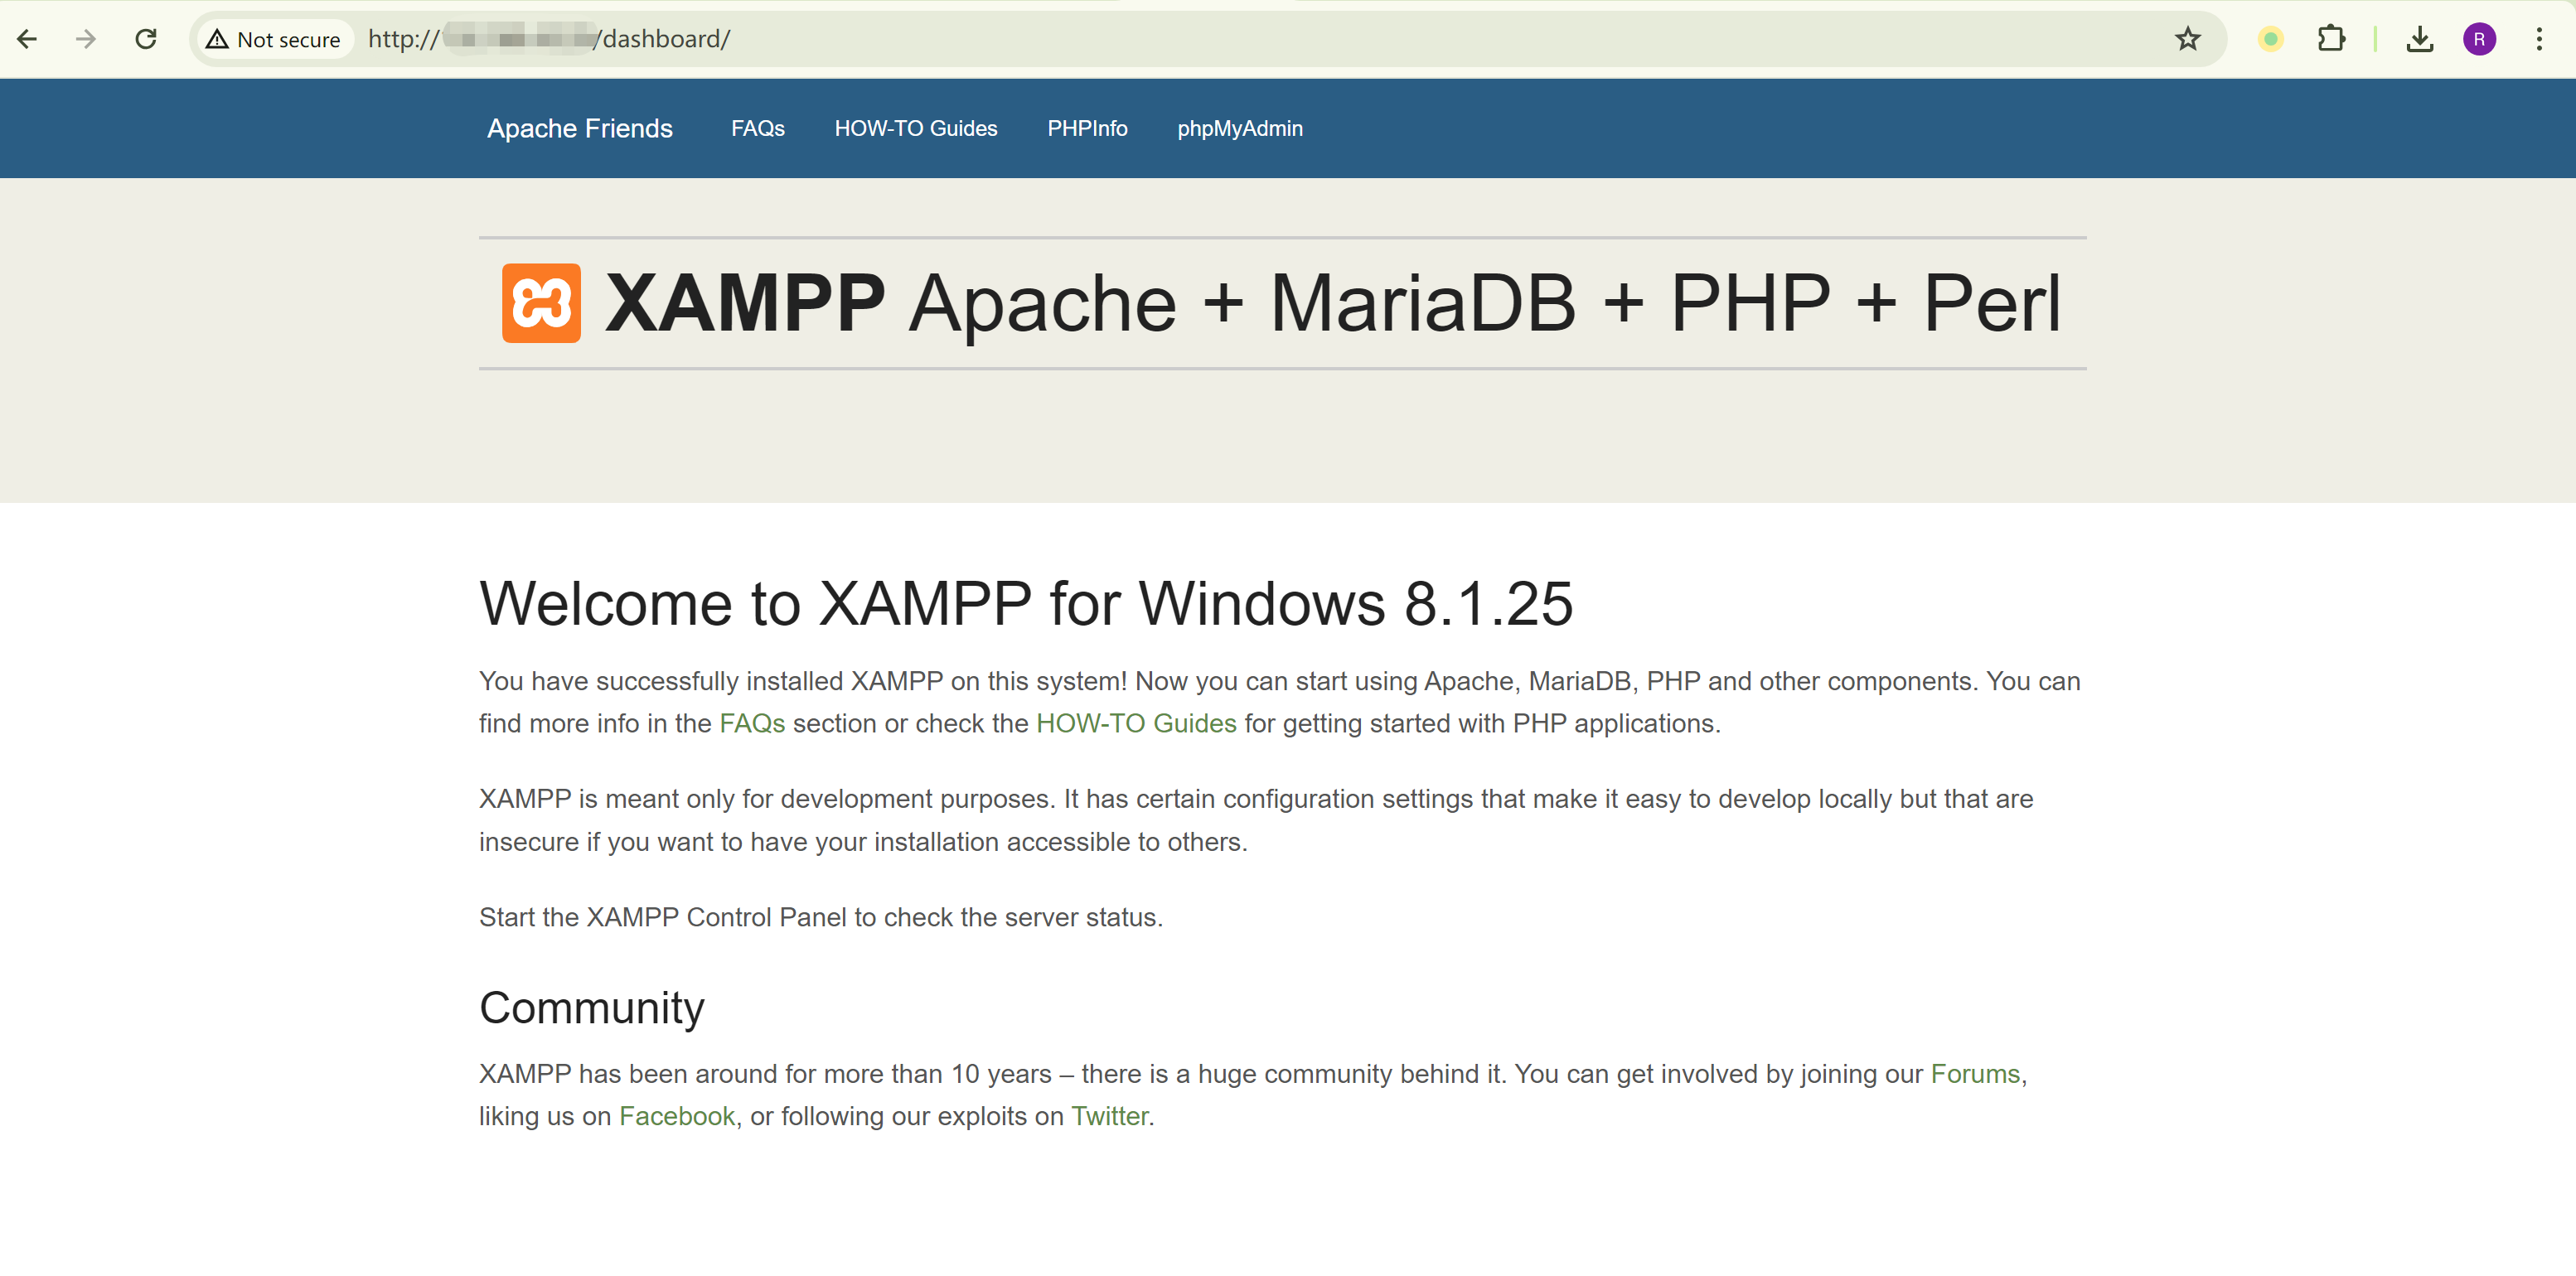 Not secure http:// /dashboard/ R
Apache Friends FAQs HOW-TO Guides PHPInfo phpMyAdmin
XAMPP Apache + MariaDB + PHP + Perl
Welcome to XAMPP for Windows 8.1.25
You have successfully installed XAMPP on this system! Now you can start using Apache, MariaDB, PHP and other components. You can
find more info in the FAQs section or check the HOW-TO Guides for getting started with PHP applications.
XAMPP is meant only for development purposes. It has certain configuration settings that make it easy to develop locally but that are
insecure if you want to have your installation accessible to others.
Start the XAMPP Control Panel to check the server status.
Community
XAMPP has been around for more than 10 years – there is a huge community behind it. You can get involved by joining our Forums,
liking us on Facebook, or following our exploits on Twitter.